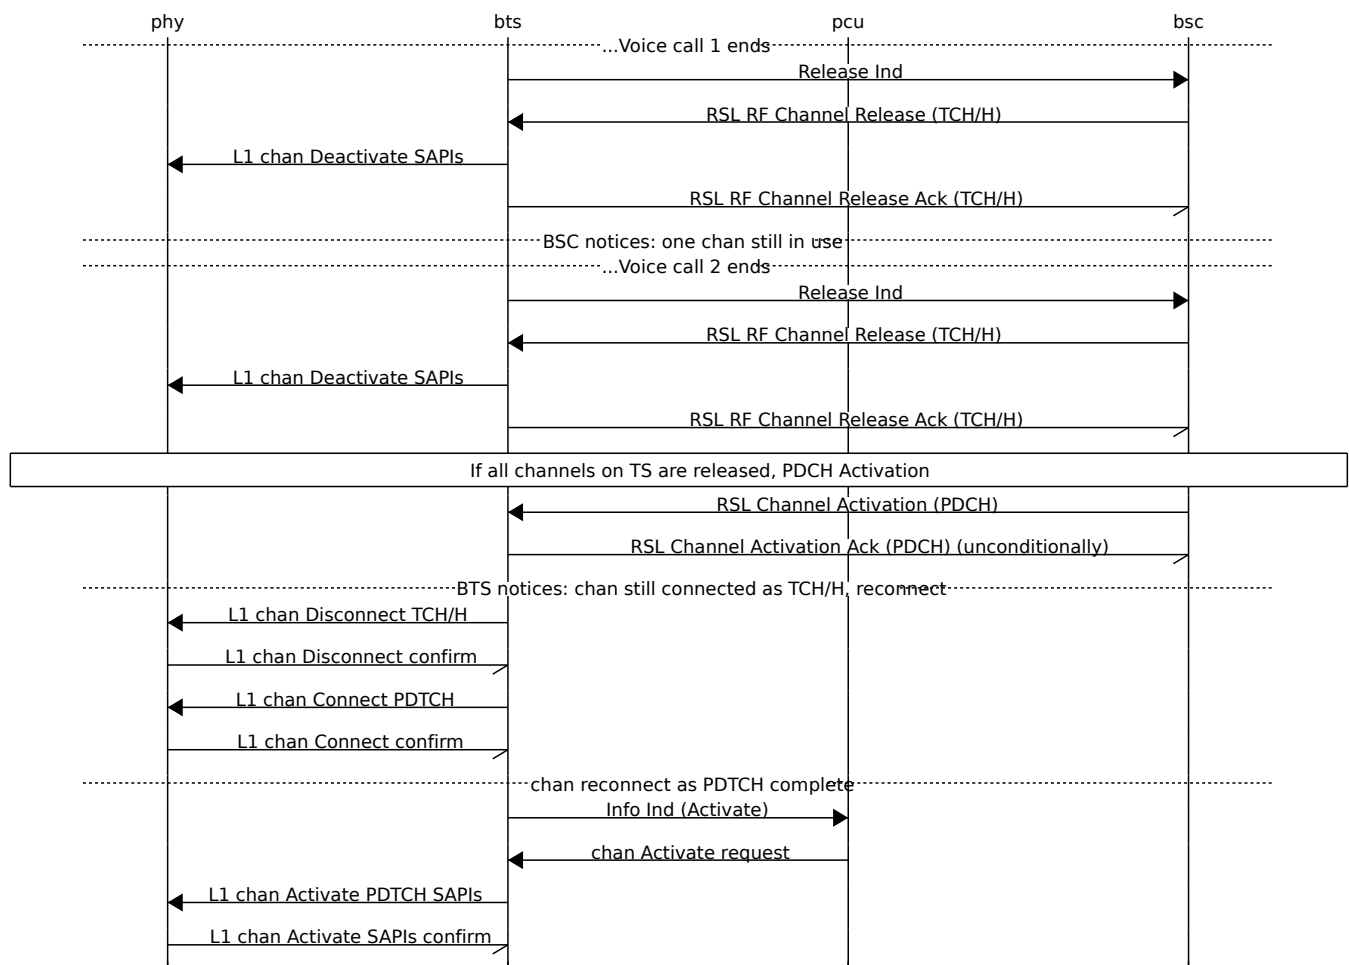 phy bts pcu bsc
...Voice call 1 ends
Release Ind
RSL RF Channel Release (TCH/H)
L1 chan Deactivate SAPIs
RSL RF Channel Release Ack (TCH/H)
BSC notices: one chan still in use
...Voice call 2 ends
Release Ind
RSL RF Channel Release (TCH/H)
L1 chan Deactivate SAPIs
RSL RF Channel Release Ack (TCH/H)
If all channels on TS are released, PDCH Activation
RSL Channel Activation (PDCH)
RSL Channel Activation Ack (PDCH) (unconditionally)
BTS notices: chan still connected as TCH/H, reconnect
L1 chan Disconnect TCH/H
L1 chan Disconnect confirm
L1 chan Connect PDTCH
L1 chan Connect confirm
chan reconnect as PDTCH complete
Info Ind (Activate)
chan Activate request
L1 chan Activate PDTCH SAPIs
L1 chan Activate SAPIs confirm